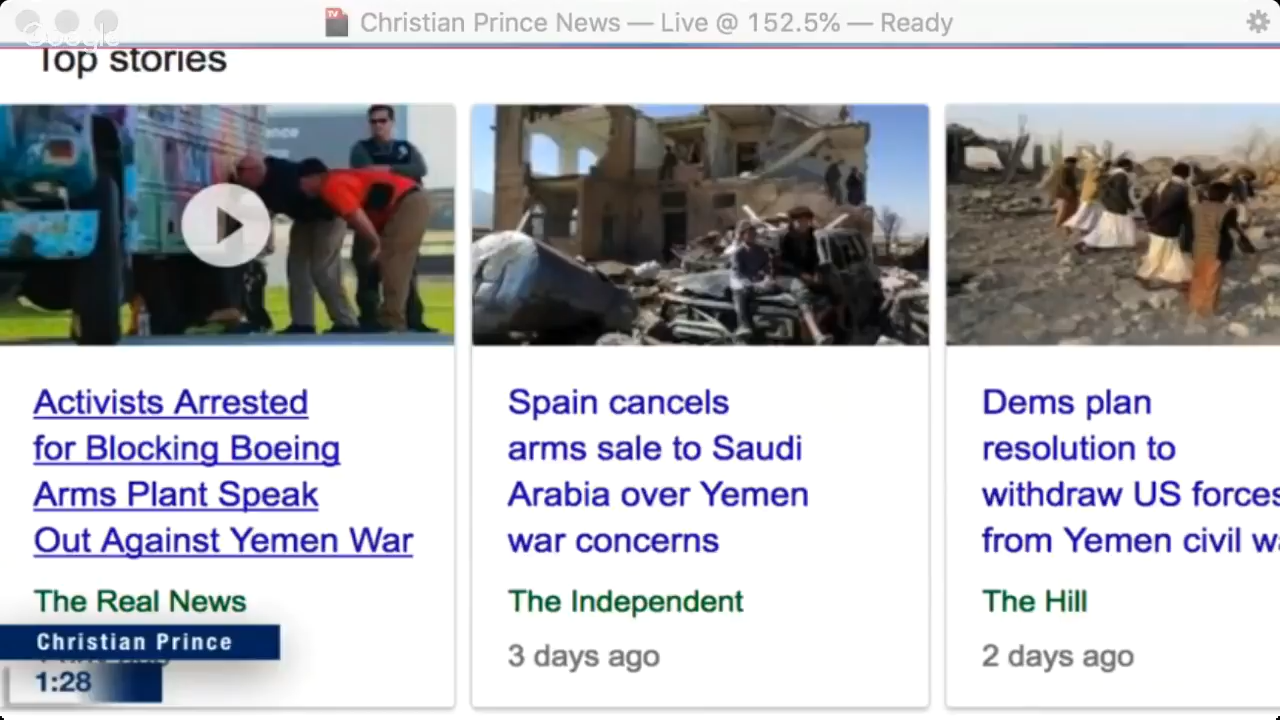 Christian Prince News — Live @ 152.5% — Ready
Google
Top stories
Activists Arrested
for Blocking Boeing
Arms Plant Speak
Out Against Yemen War
The Real News
Spain cancels
arms sale to Saudi
Arabia over Yemen
war concerns
The Independent
3 days ago
Dems plan
resolution to
withdraw US forces
from Yemen civil
The Hill
2 days ago
Christian Prince
1:28